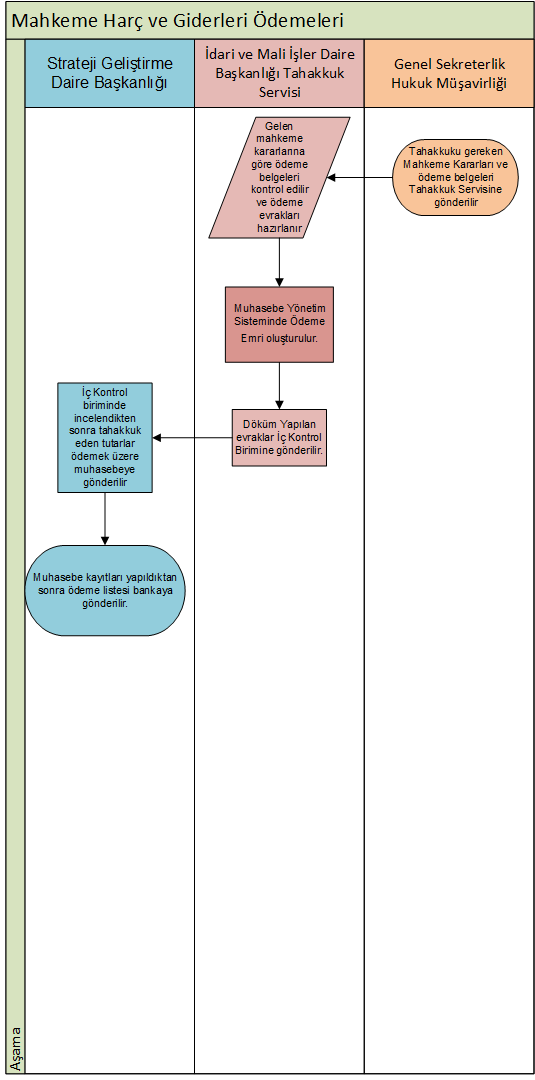 Mahkeme Harç ve Giderleri Ödemeleri
Strateji Geliştirme
Daire Başkanlığı
İdari ve Mali İşler Daire
Başkanlığı Tahakkuk
Servisi
Genel Sekreterlik
Hukuk Müşavirliği
Tahakkuku gereken
Mahkeme Kararları ve
ödeme belgeleri
Tahakkuk Servisine
gönderilir
Gelen
mahkeme
kararlarına
göre ödeme
belgeleri
kontrol edilir
ve ödeme
evrakları
hazırlanır
Muhasebe Yönetim
Sisteminde Ödeme
Emri oluşturulur.
Döküm Yapılan
evraklar İç Kontrol
Birimine gönderilir.
İç Kontrol
biriminde
incelendikten
sonra tahakkuk
eden tutarlar
ödemek üzere
muhasebeye
gönderilir
Muhasebe kayıtları yapıldıktan
sonra ödeme listesi bankaya
gönderilir.
Aşama